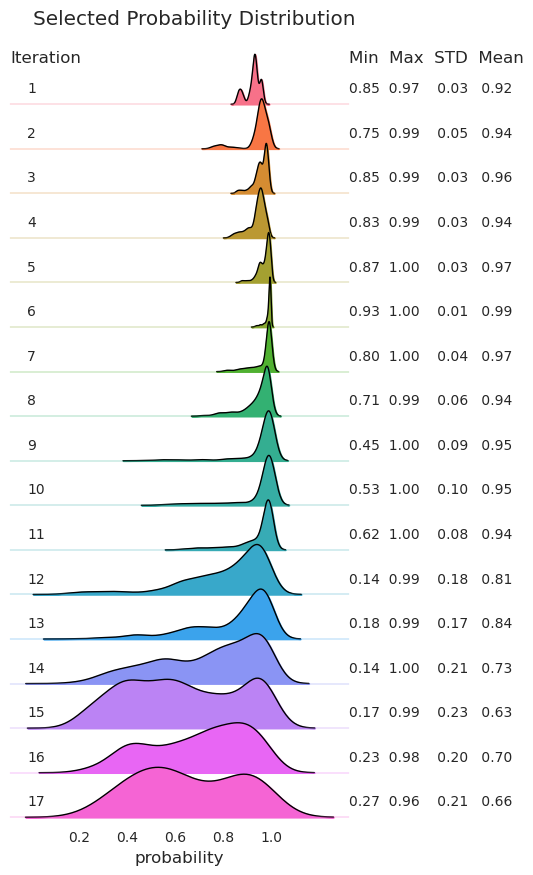 Selected Probability Distribution
Iteration Min Max STD Mean
1 0.85 0.97 0.03 0.92
2 0.75 0.99 0.05 0.94
3 0.85 0.99 0.03 0.96
4 0.83 0.99 0.03 0.94
5 0.87 1.00 0.03 0.97
6 0.93 1.00 0.01 0.99
7 0.80 1.00 0.04 0.97
8 0.71 0.99 0.06 0.94
9 0.45 1.00 0.09 0.95
10 0.53 1.00 0.10 0.95
11 0.62 1.00 0.08 0.94
12 0.14 0.99 0.18 0.81
13 0.18 0.99 0.17 0.84
14 0.14 1.00 0.21 0.73
15 0.17 0.99 0.23 0.63
16 0.23 0.98 0.20 0.70
17 0.27 0.96 0.21 0.66
0.2 0.4 0.6 0.8 1.0
probability